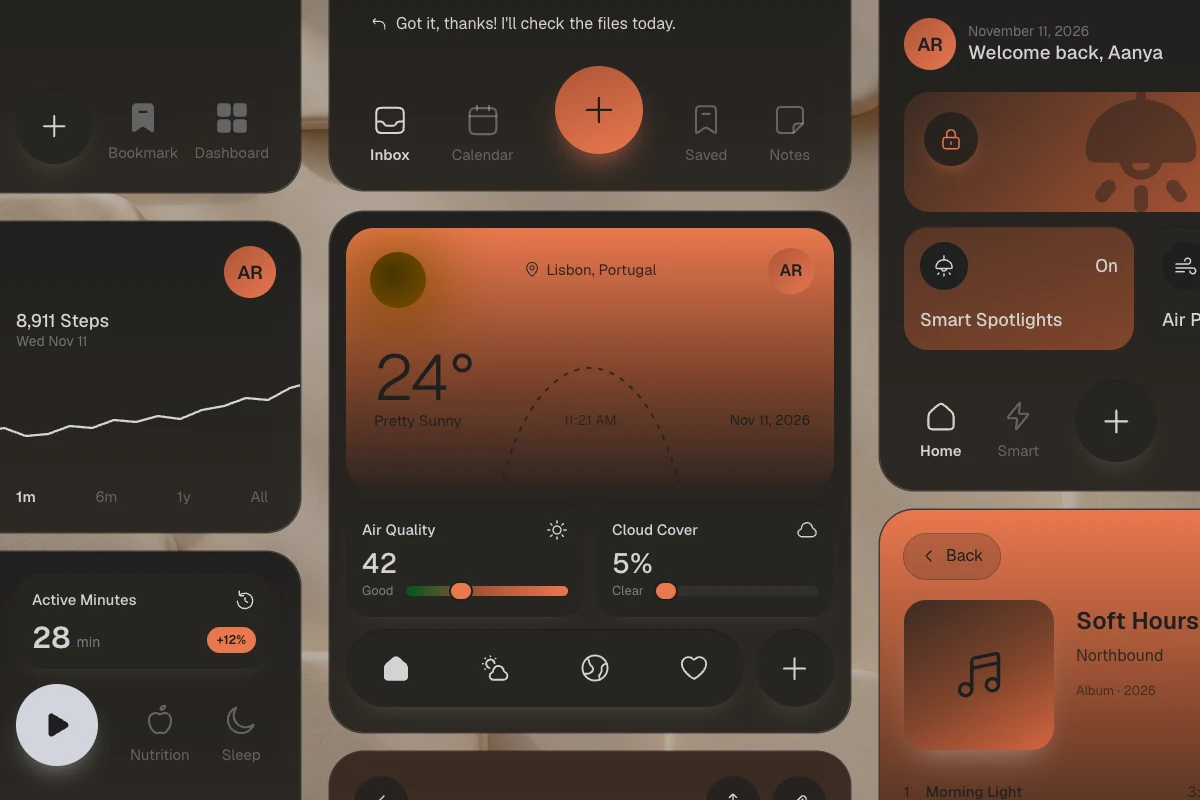 Bookmark
Dashboard
AR
8,911 Steps
Wed Nov 11
1m
6m
1y
All
Active Minutes
28 min
+12%
Nutrition
Sleep
Got it, thanks! I'll check the files today.
Inbox
Calendar
Saved
Notes
Lisbon, Portugal
AR
24°
Pretty Sunny
11:21 AM
Nov 11, 2026
Air Quality
42
Good
Cloud Cover
5%
Clear
AR
November 11, 2026
Welcome back, Aanya
On
Smart Spotlights
Air P
Home
Smart
Back
Soft Hours
Northbound
Album · 2026
1 Morning Light 3